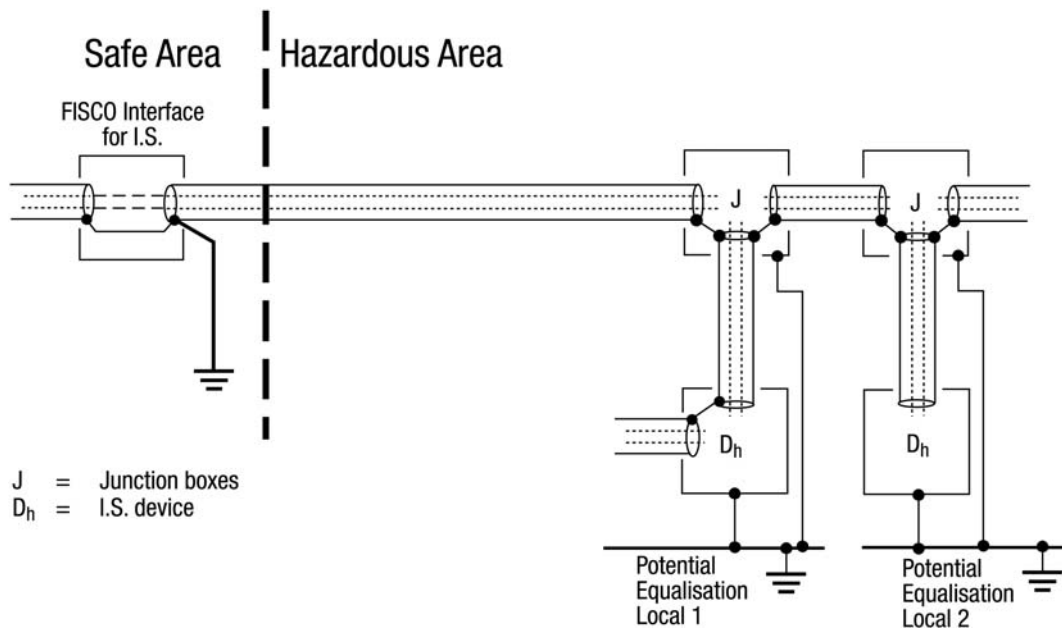 Safe Area
Hazardous Area
FISCO Interface
for I.S.
J
J
Dh
Dh
J = Junction boxes
Dh = I.S. device
Potential
Equalisation
Local 1
Potential
Equalisation
Local 2